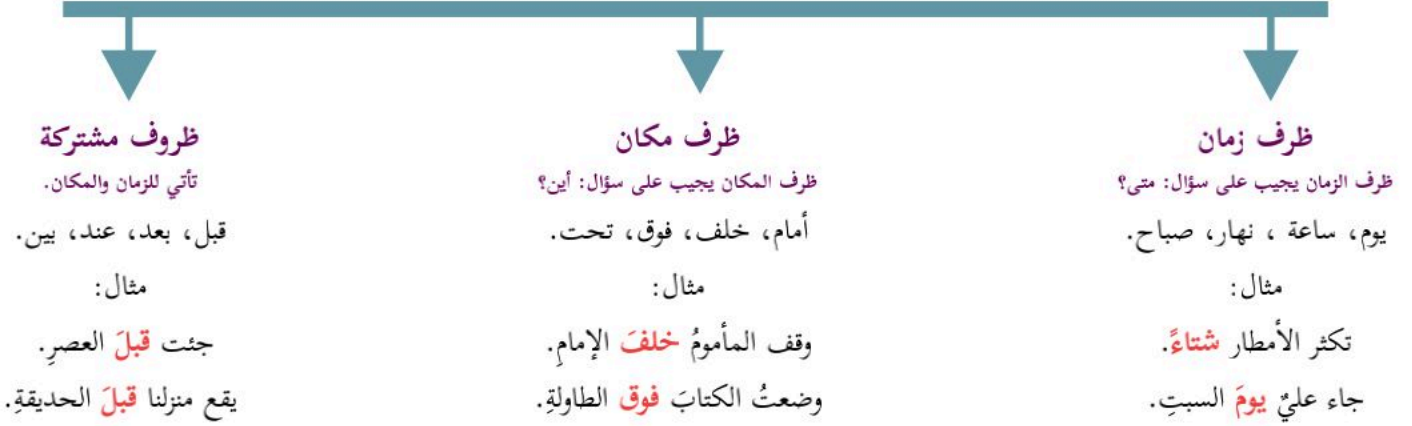 ظرف زمان
ظرف الزمان يجيب على سؤال: متى؟
يوم، ساعة ، نهار، صباح.
مثال:
تكثر الأمطار شتاءً.
جاء عليٌ يومَ السبتِ.
ظرف مكان
ظرف المكان يجيب على سؤال: أين؟
أمام، خلف، فوق، تحت.
مثال:
وقف المأمومُ خلفَ الإمامِ.
وضعتُ الكتابَ فوق الطاولةِ.
ظروف مشتركة
تأتي للزمان والمكان.
قبل، بعد، عند، بين.
مثال:
جئت قبلَ العصرِ.
يقع منزلنا قبلَ الحديقةِ.